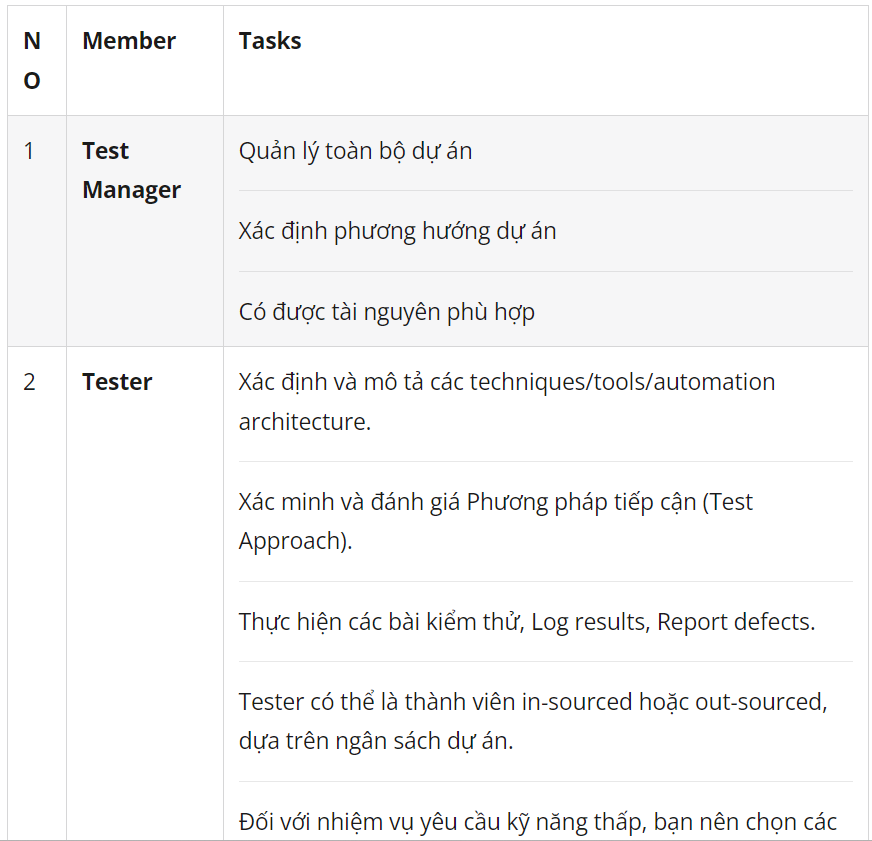 N
O
Member
Tasks
1
Test
Manager
Quản lý toàn bộ dự án
Xác định phương hướng dự án
Có được tài nguyên phù hợp
2
Tester
Xác định và mô tả các techniques/tools/automation
architecture.
Xác minh và đánh giá Phương pháp tiếp cận (Test
Approach).
Thực hiện các bài kiểm thử, Log results, Report defects.
Tester có thể là thành viên in-sourced hoặc out-sourced,
dựa trên ngân sách dự án.
Đối với nhiệm vụ yêu cầu kỹ năng thấp, bạn nên chọn các